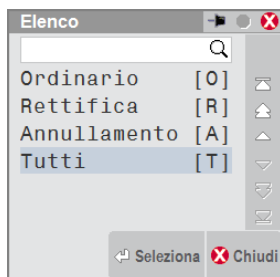 Elenco
Ordinario [O]
Rettifica [R]
Annullamento [A]
Tutti [T]
Seleziona Chiudi